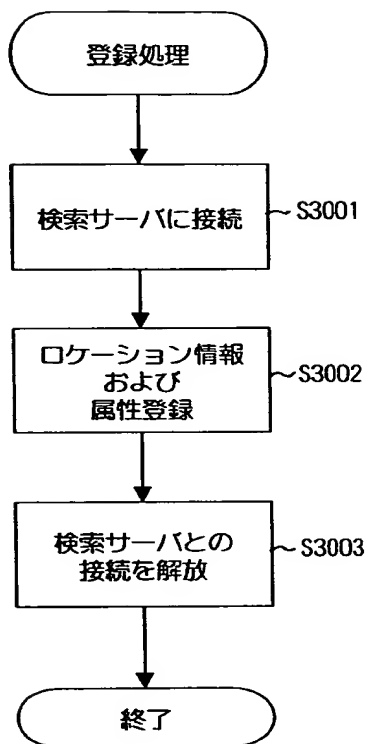 登録処理
検索サーバに接続
~S3001
ロケーション情報
および
属性登録
~S3002
検索サーバとの
接続を解放
~S3003
終了